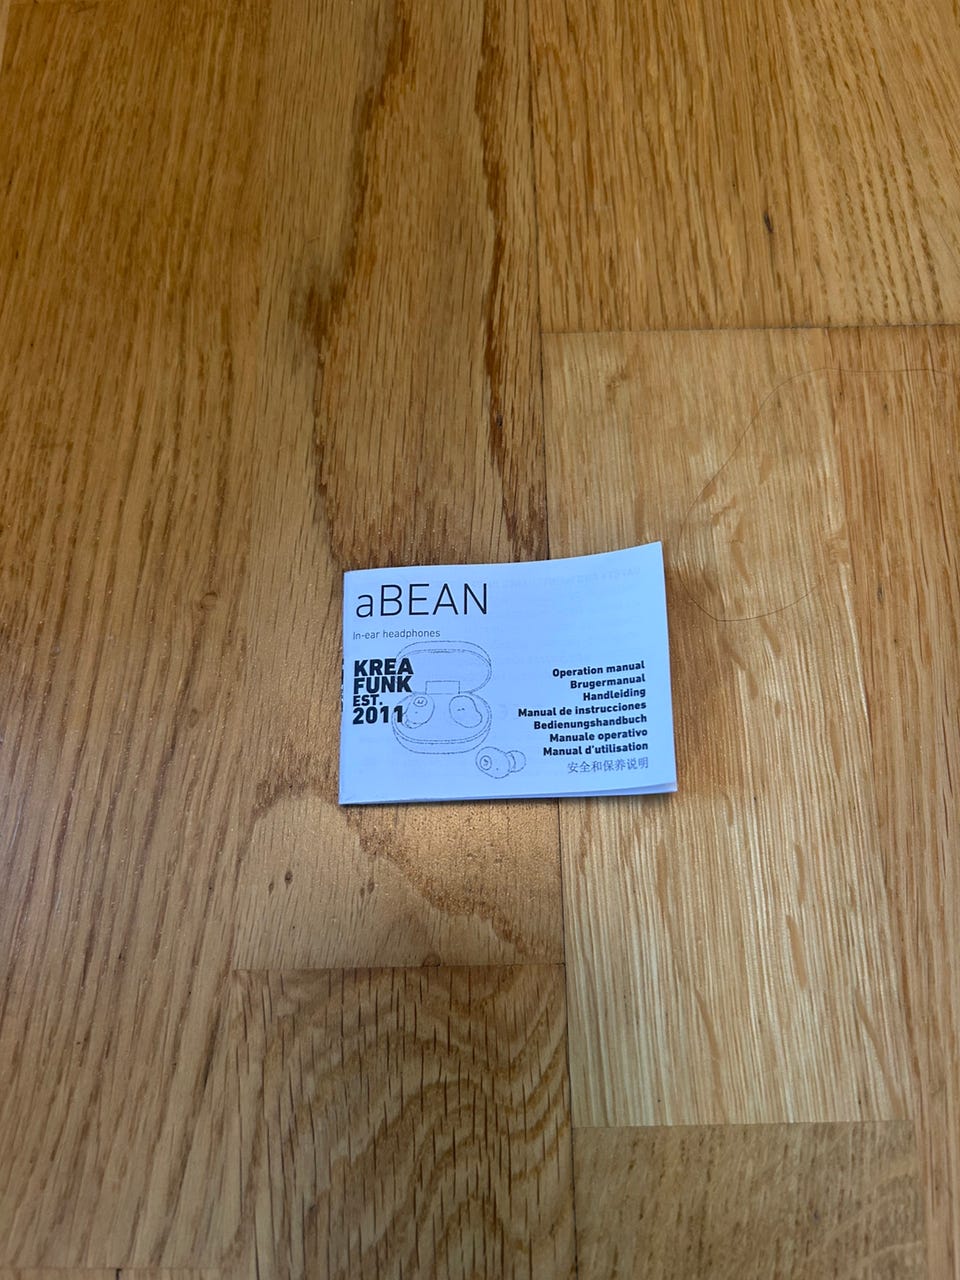 aBEAN
In-ear headphones
KREA
FUNK
EST.
2011
Operation manual
Brugermanual
Handleiding
Manual de instrucciones
Bedienungshandbuch
Manuale operativo
Manual d'utilisation
安全和保养说明